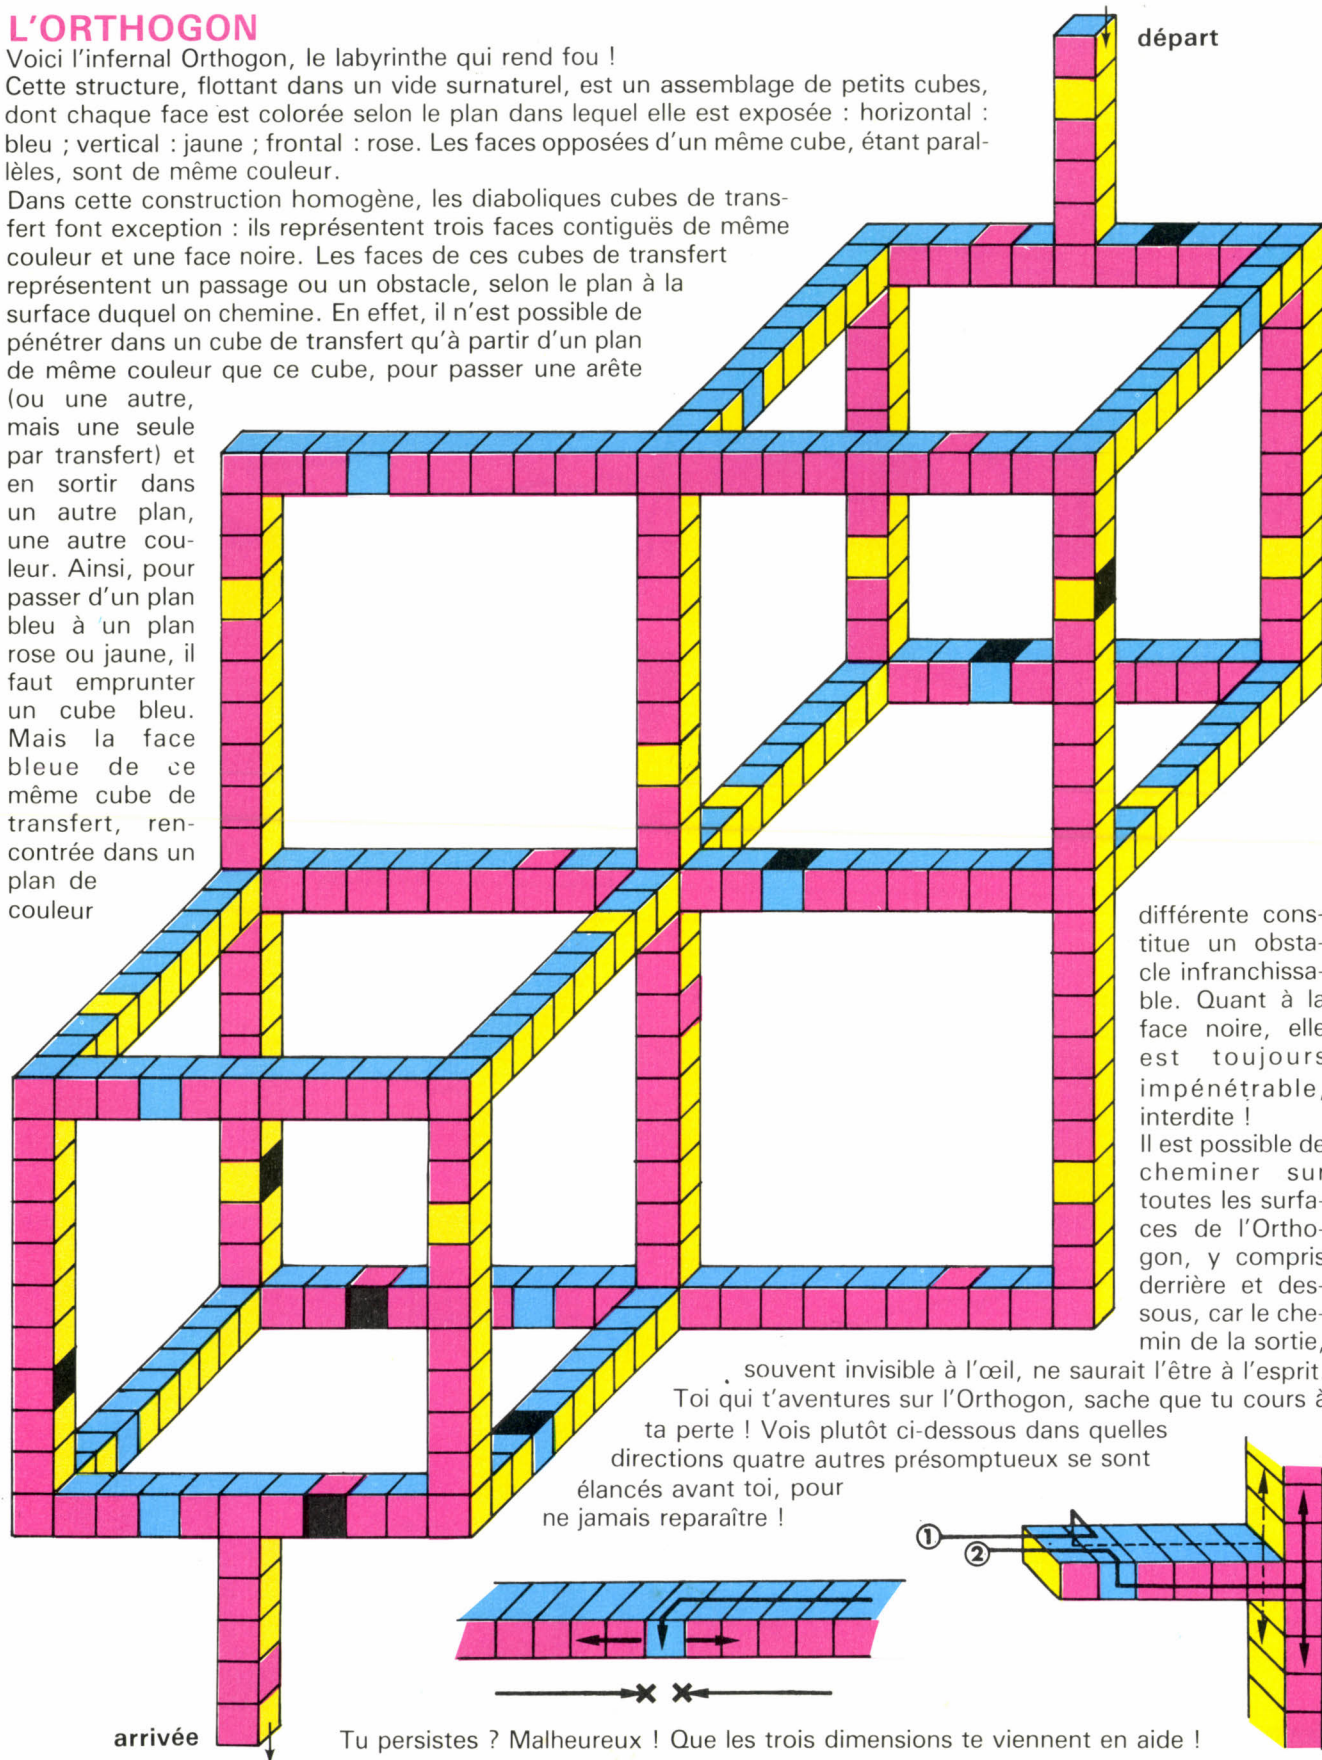 L'ORTHOGON
départ
Voici l'infernal Orthogon, le labyrinthe qui rend fou !
Cette structure, flottant dans un vide surnaturel, est un assemblage de petits cubes,
dont chaque face est colorée selon le plan dans lequel elle est exposée : horizontal :
bleu ; vertical : jaune ; frontal : rose. Les faces opposées d'un même cube, étant paral-
lèles, sont de même couleur.
Dans cette construction homogène, les diaboliques cubes de trans-
fert font exception : ils représentent trois faces contiguës de même
couleur et une face noire. Les faces de ces cubes de transfert
représentent un passage ou un obstacle, selon le plan à la
surface duquel on chemine. En effet, il n'est possible de
pénétrer dans un cube de transfert qu'à partir d'un plan
de même couleur que ce cube, pour passer une arête
(ou une autre,
mais une seule
par transfert) et
en sortir dans
un autre plan,
une autre cou-
leur. Ainsi, pour
passer d'un plan
bleu à un plan
rose ou jaune, il
faut emprunter
un cube bleu.
Mais la face
bleue de ce
même cube de
transfert, ren-
contrée dans un
plan de
couleur
différente cons-
titue un obsta-
cle infranchissa-
ble. Quant à la
face noire, elle
est toujours
impénétrable,
interdite !
Il est possible de
cheminer sur
toutes les surfa-
ces de l'Ortho-
gon, y compris
derrière et des-
sous, car le che-
min de la sortie,
souvent invisible à l'œil, ne saurait l'être à l'esprit
Toi qui t'aventures sur l'Orthogon, sache que tu cours à
ta perte ! Vois plutôt ci-dessous dans quelles
directions quatre autres présomptueux se sont
élancés avant toi, pour
ne jamais reparaître !
①
②
arrivée
Tu persistes ? Malheureux ! Que les trois dimensions te viennent en aide !